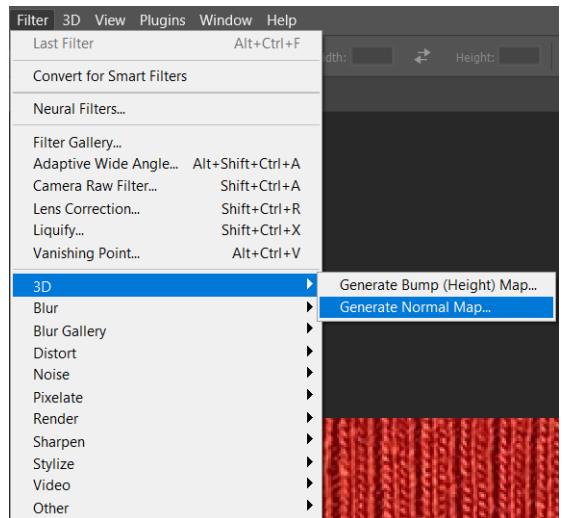 Filter 3D View Plugins Window Help
Last Filter Alt+Ctrl+F
Convert for Smart Filters
Neural Filters...
Filter Gallery...
Adaptive Wide Angle... Alt+Shift+Ctrl+A
Camera Raw Filter... Shift+Ctrl+A
Lens Correction... Shift+Ctrl+R
Liquify... Shift+Ctrl+X
Vanishing Point... Alt+Ctrl+V
3D
Blur
Blur Gallery
Distort
Noise
Pixelate
Render
Sharpen
Stylize
Video
Other
idth: Height:
Generate Bump (Height) Map...
Generate Normal Map...